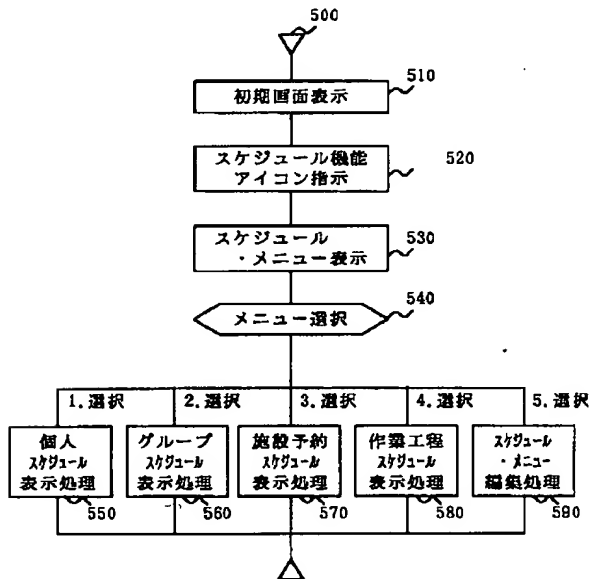 500
初期画面表示
510
スケジュール機能
アイコン指示
520
スケジュール
・メニュー表示
530
メニュー選択
540
1.選択
2.選択
3.選択
4.選択
5.選択
個人
スケジュール
表示処理
550
グループ
スケジュール
表示処理
560
施設予約
スケジュール
表示処理
570
作業工程
スケジュール
表示処理
580
スケジュール
・メニュー
編集処理
590